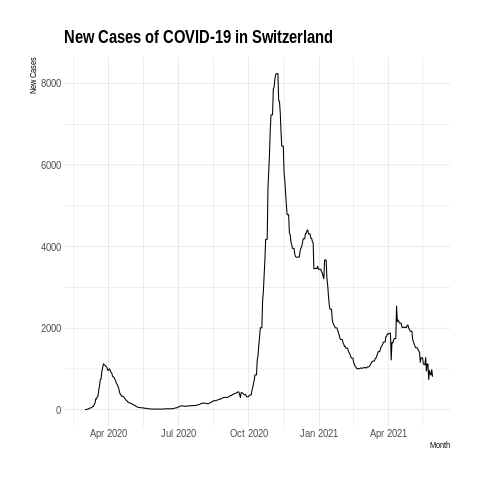 New Cases of COVID-19 in Switzerland
New Cases
8000
6000
4000
2000
0
Apr 2020 Jul 2020 Oct 2020 Jan 2021 Apr 2021
Month